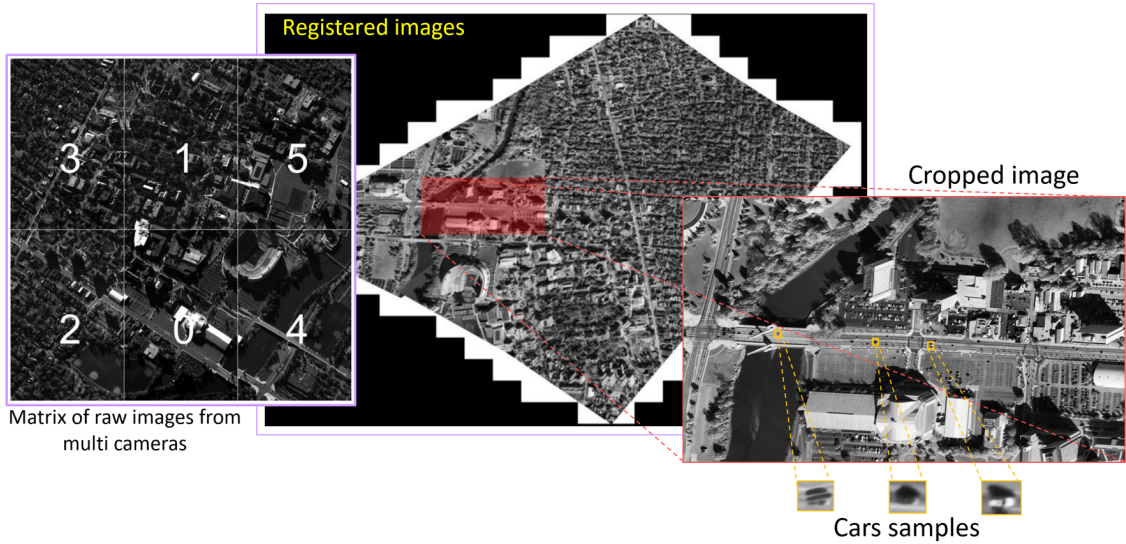 Registered images
3 1 5
2 0 4
Matrix of raw images from
multi cameras
Cropped image
Cars samples